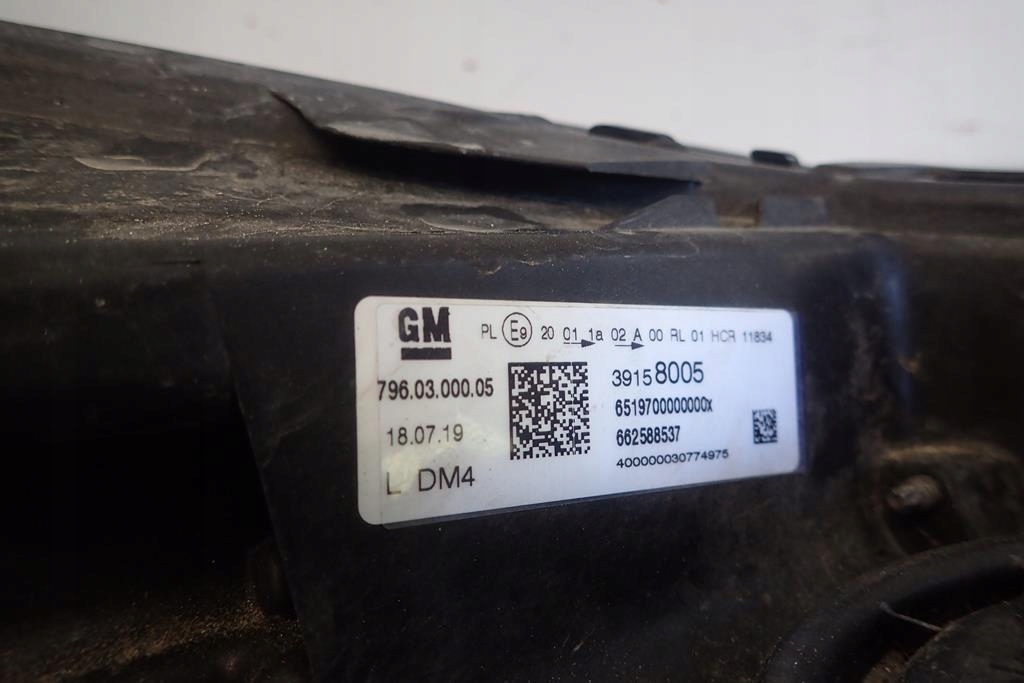 GM PL E9 20 01 1a 02 A 00 RL 01 HCR 11834
796.03.000.05
39158005
6519700000000X
18.07.19
662588537
400000030774975
L DM4